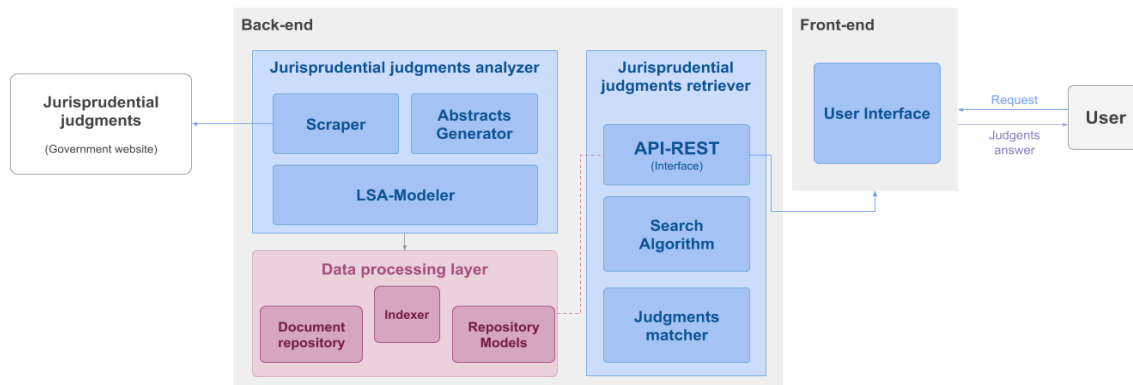 Back-end
Front-end
Jurisprudential
judgments
(Government website)
Jurisprudential judgments analyzer
Scraper
Abstracts
Generator
LSA-Modeler
Data processing layer
Document
repository
Indexer
Repository
Models
Jurisprudential
judgments retriever
API-REST
(Interface)
Search
Algorithm
Judgments
matcher
User Interface
Request
Judgents
answer
User